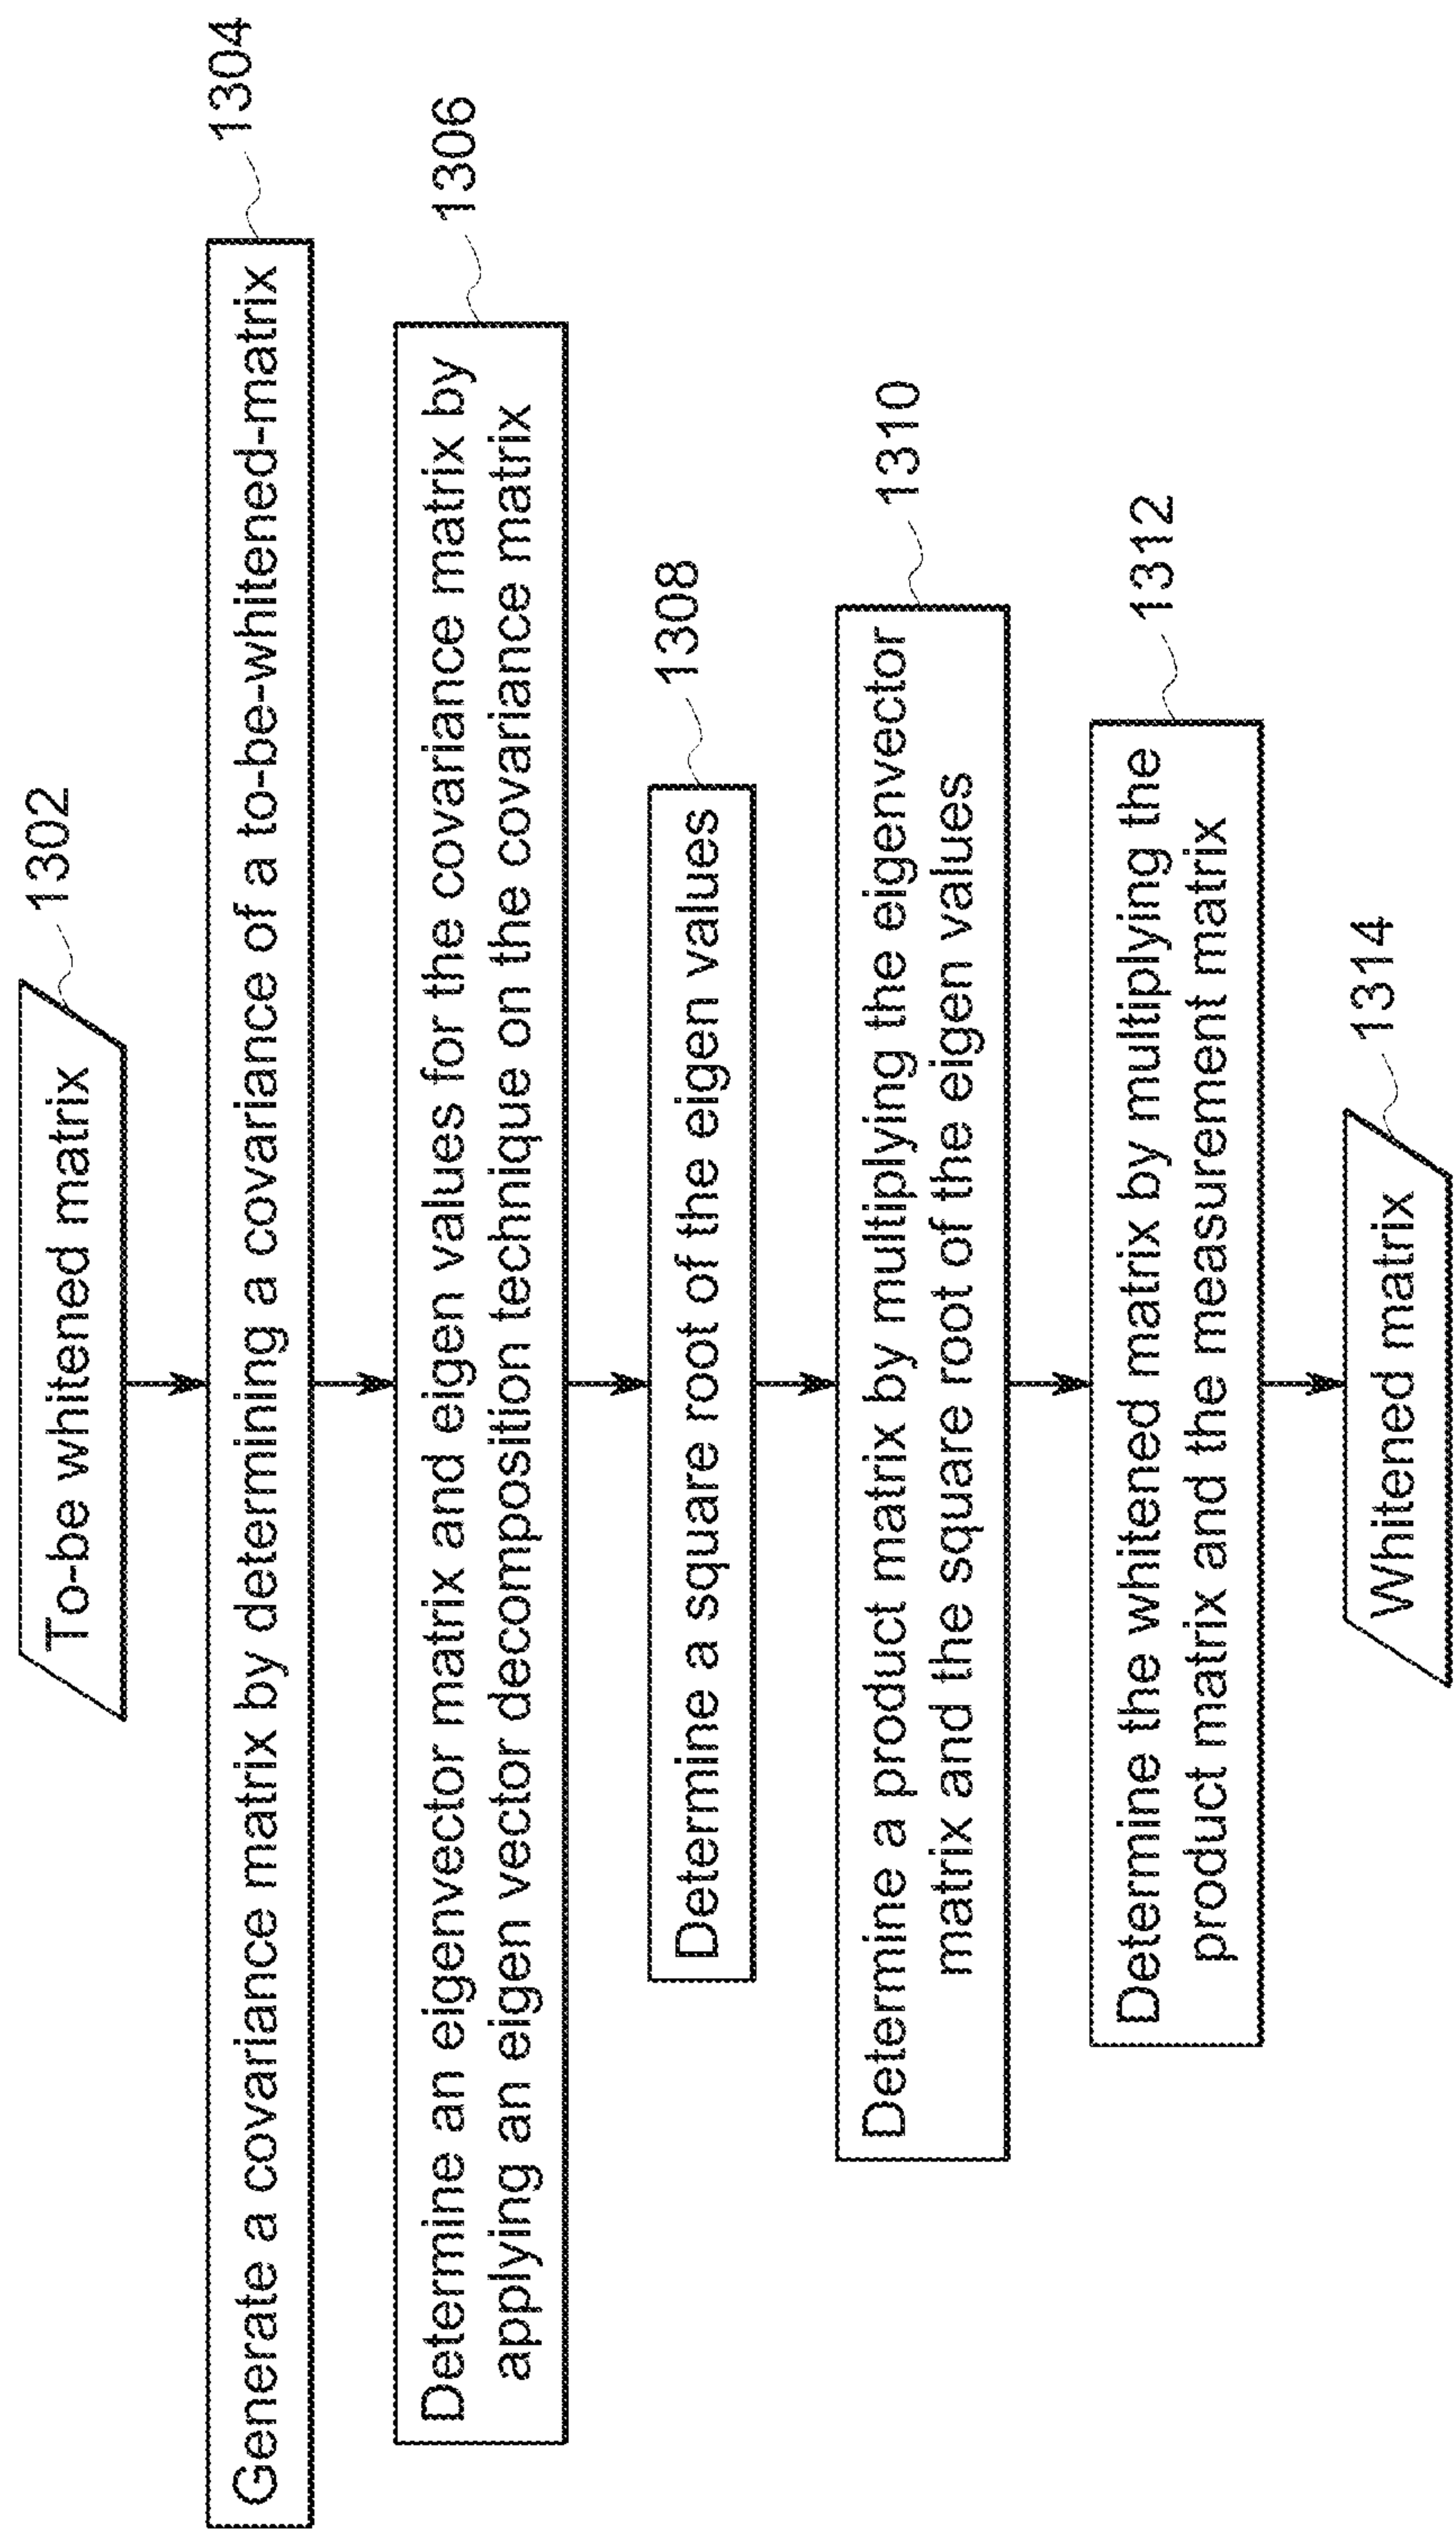 To-be whitened matrix
1302
Generate a covariance matrix by determining a covariance of a to-be-whitened-matrix
1304
Determine an eigenvector matrix and eigen values for the covariance matrix by
applying an eigen vector decomposition technique on the covariance matrix
1306
Determine a square root of the eigen values
1308
Determine a product matrix by multiplying the eigenvector
matrix and the square root of the eigen values
1310
Determine the whitened matrix by multiplying the
product matrix and the measurement matrix
1312
Whitened matrix
1314